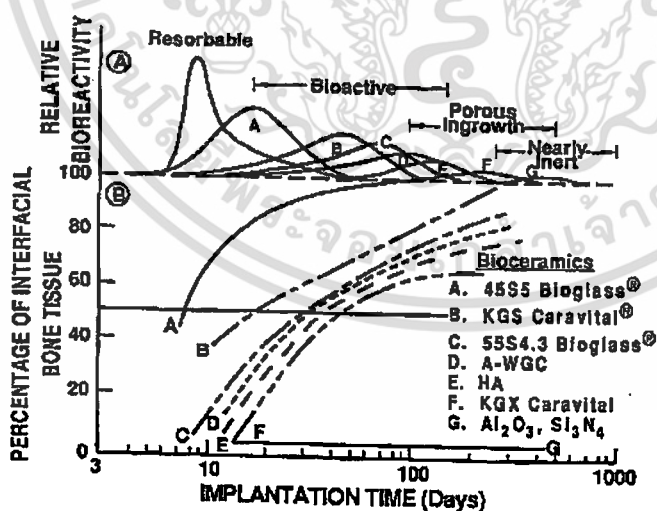 Resorbable
A
Bioactive
RELATIVE
BIOREACTIVITY
A
Porous
Ingrowth
B
C
D
E
F
G
Nearly
Inert
100
B
80
60
40
20
0
PERCENTAGE OF INTERFACIAL
BONE TISSUE
A
B
C
D
E
F
G
Bioceramics
A. 45S5 Bioglass®
B. KGS Caravital®
C. 55S4.3 Bioglass®
D. A-WGC
E. HA
F. KGX Caravital
G. Al₂O₃, Si₃N₄
3
10
100
1000
IMPLANTATION TIME (Days)